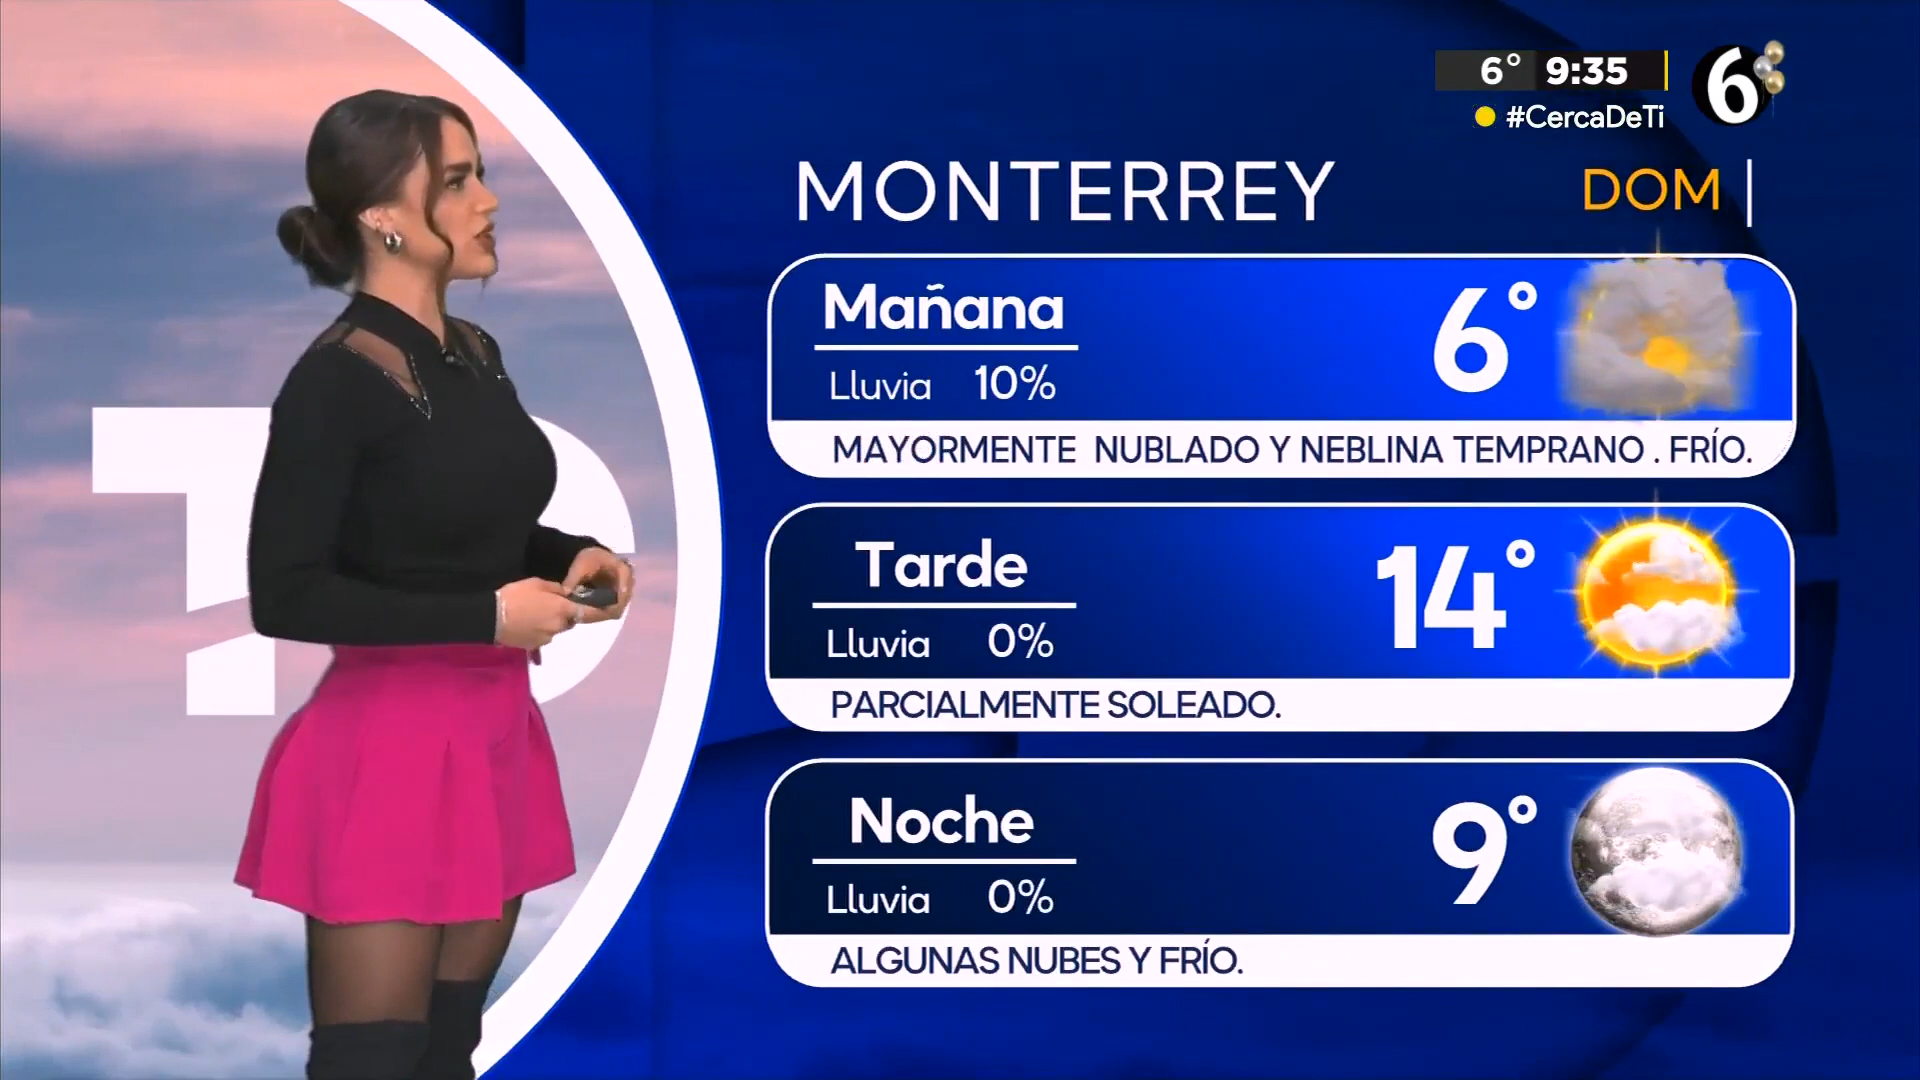 6° 9:35
6
#CercaDeTi
MONTERREY DOM
Mañana
Lluvia 10%
6°
MAYORMENTE NUBLADO Y NEBLINA TEMPRANO . FRÍO.
Tarde
Lluvia 0%
14°
PARCIALMENTE SOLEADO.
Noche
Lluvia 0%
9°
ALGUNAS NUBES Y FRÍO.